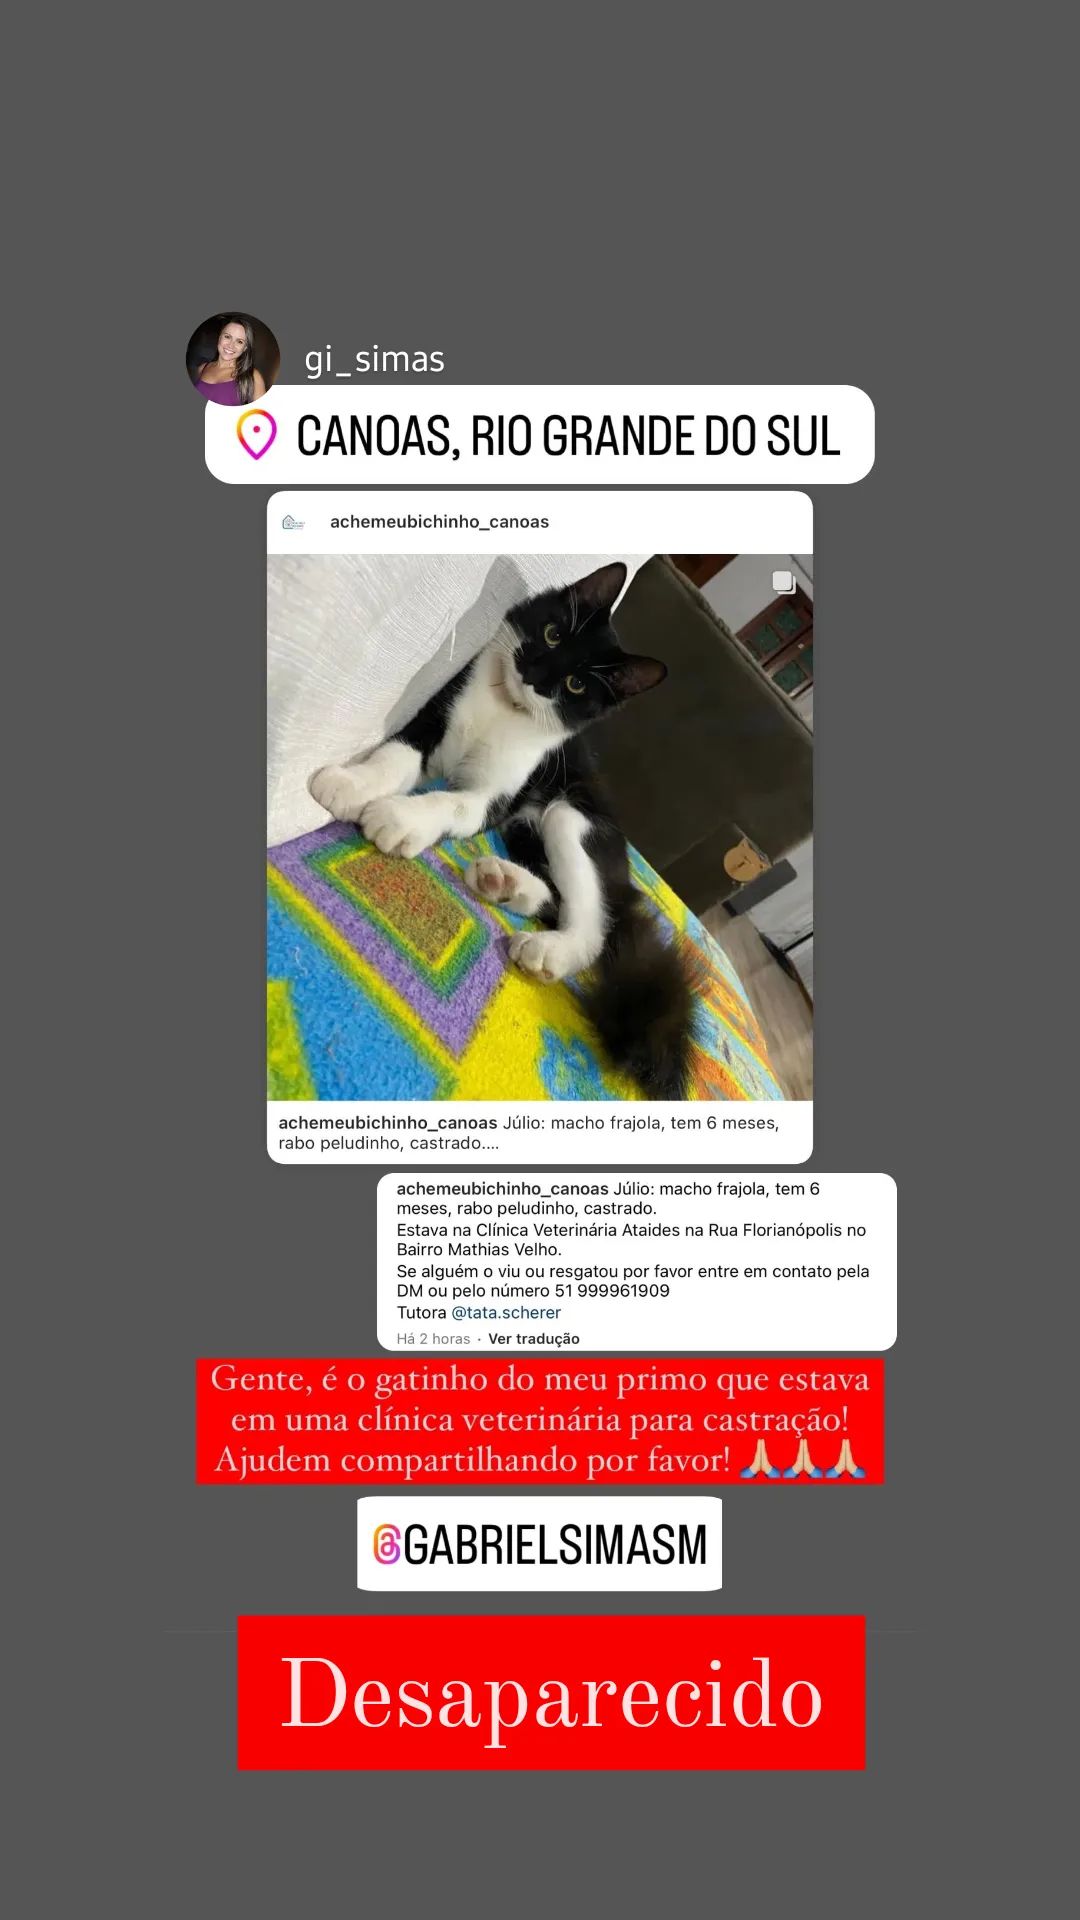 gi_simas
CANOAS, RIO GRANDE DO SUL
achemeubichinho_canoas
achemeubichinho_canoas Júlio: macho frajola, tem 6 meses,
rabo peludinho, castrado....
achemeubichinho_canoas Júlio: macho frajola, tem 6
meses, rabo peludinho, castrado.
Estava na Clínica Veterinária Ataides na Rua Florianópolis no
Bairro Mathias Velho.
Se alguém o viu ou resgatou por favor entre em contato pela
DM ou pelo número 51 999961909
Tutora @tata.scherer
Há 2 horas · Ver tradução
Gente, é o gatinho do meu primo que estava
em uma clínica veterinária para castração!
Ajudem compartilhando por favor! 🙏🏼🙏🏼🙏🏼
@GABRIELSIMASM
Desaparecido